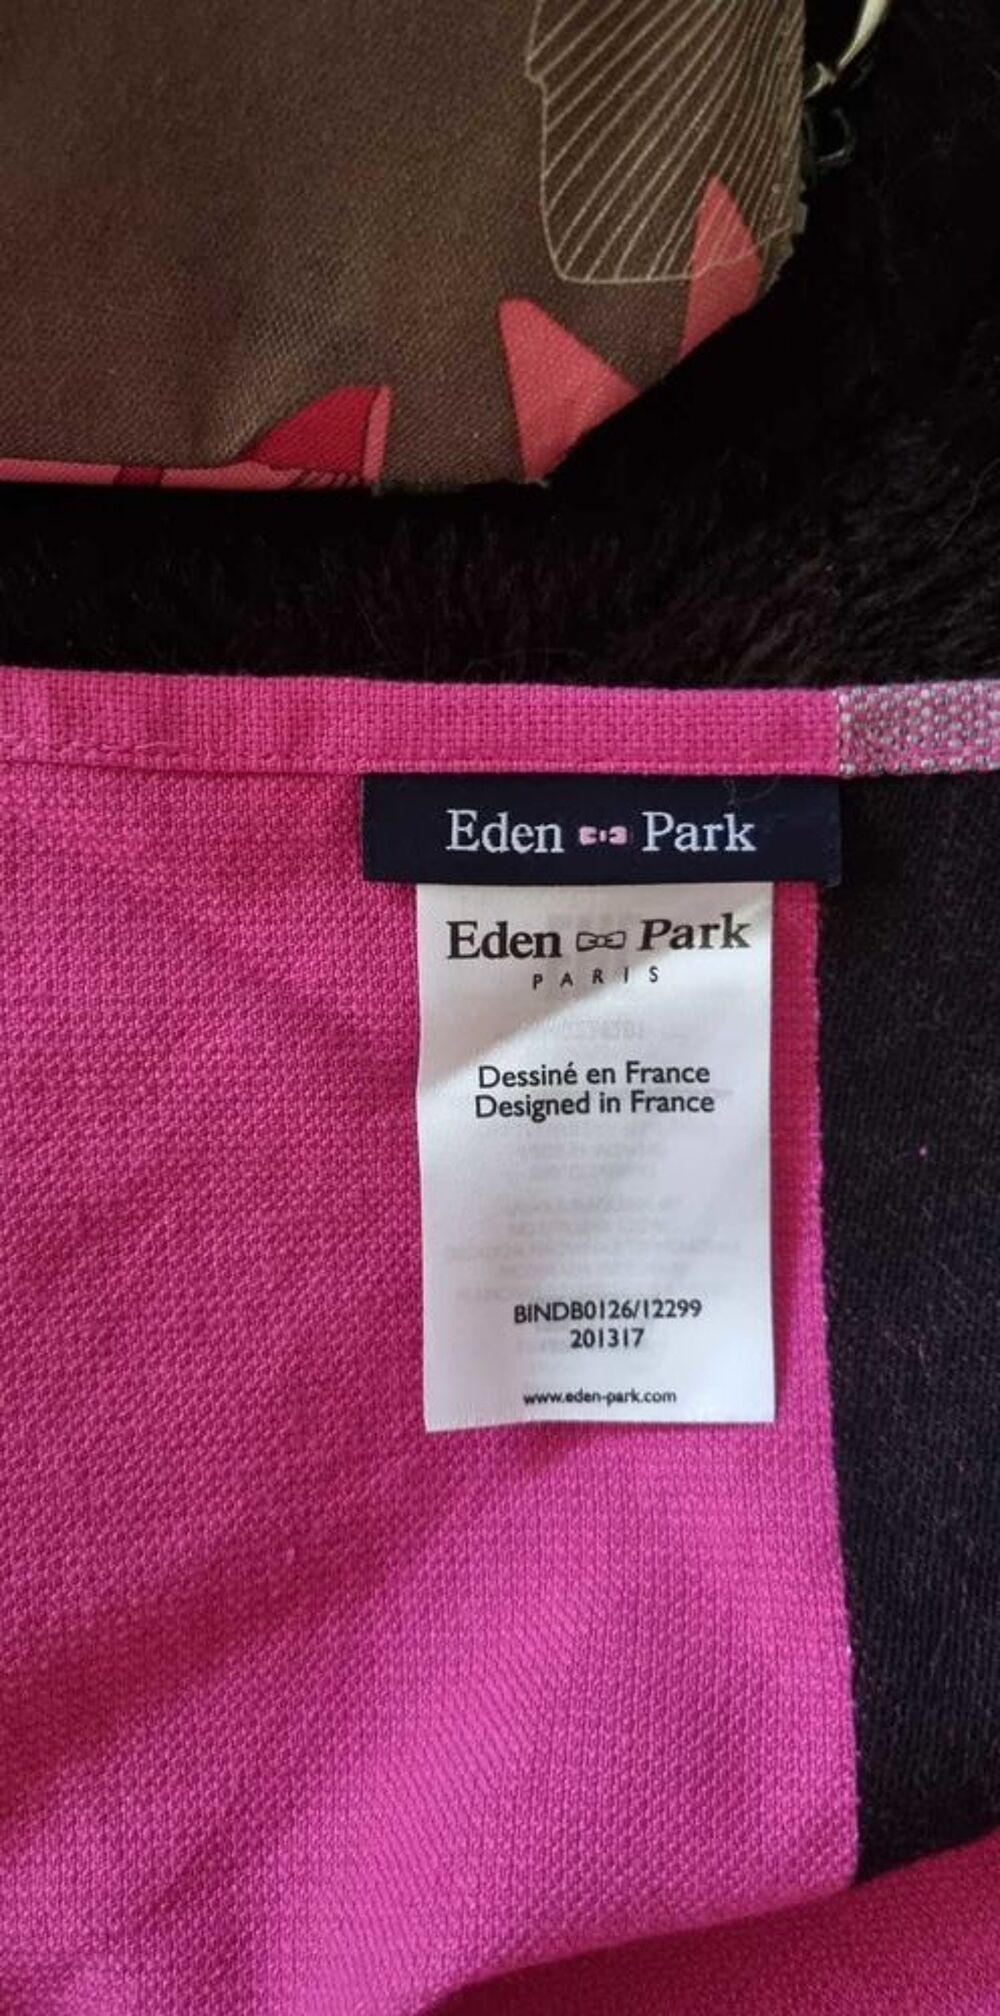 Eden Park
Eden Park
PARIS
Dessiné en France
Designed in France
BINDB0126/12299
201317
www.eden-park.com